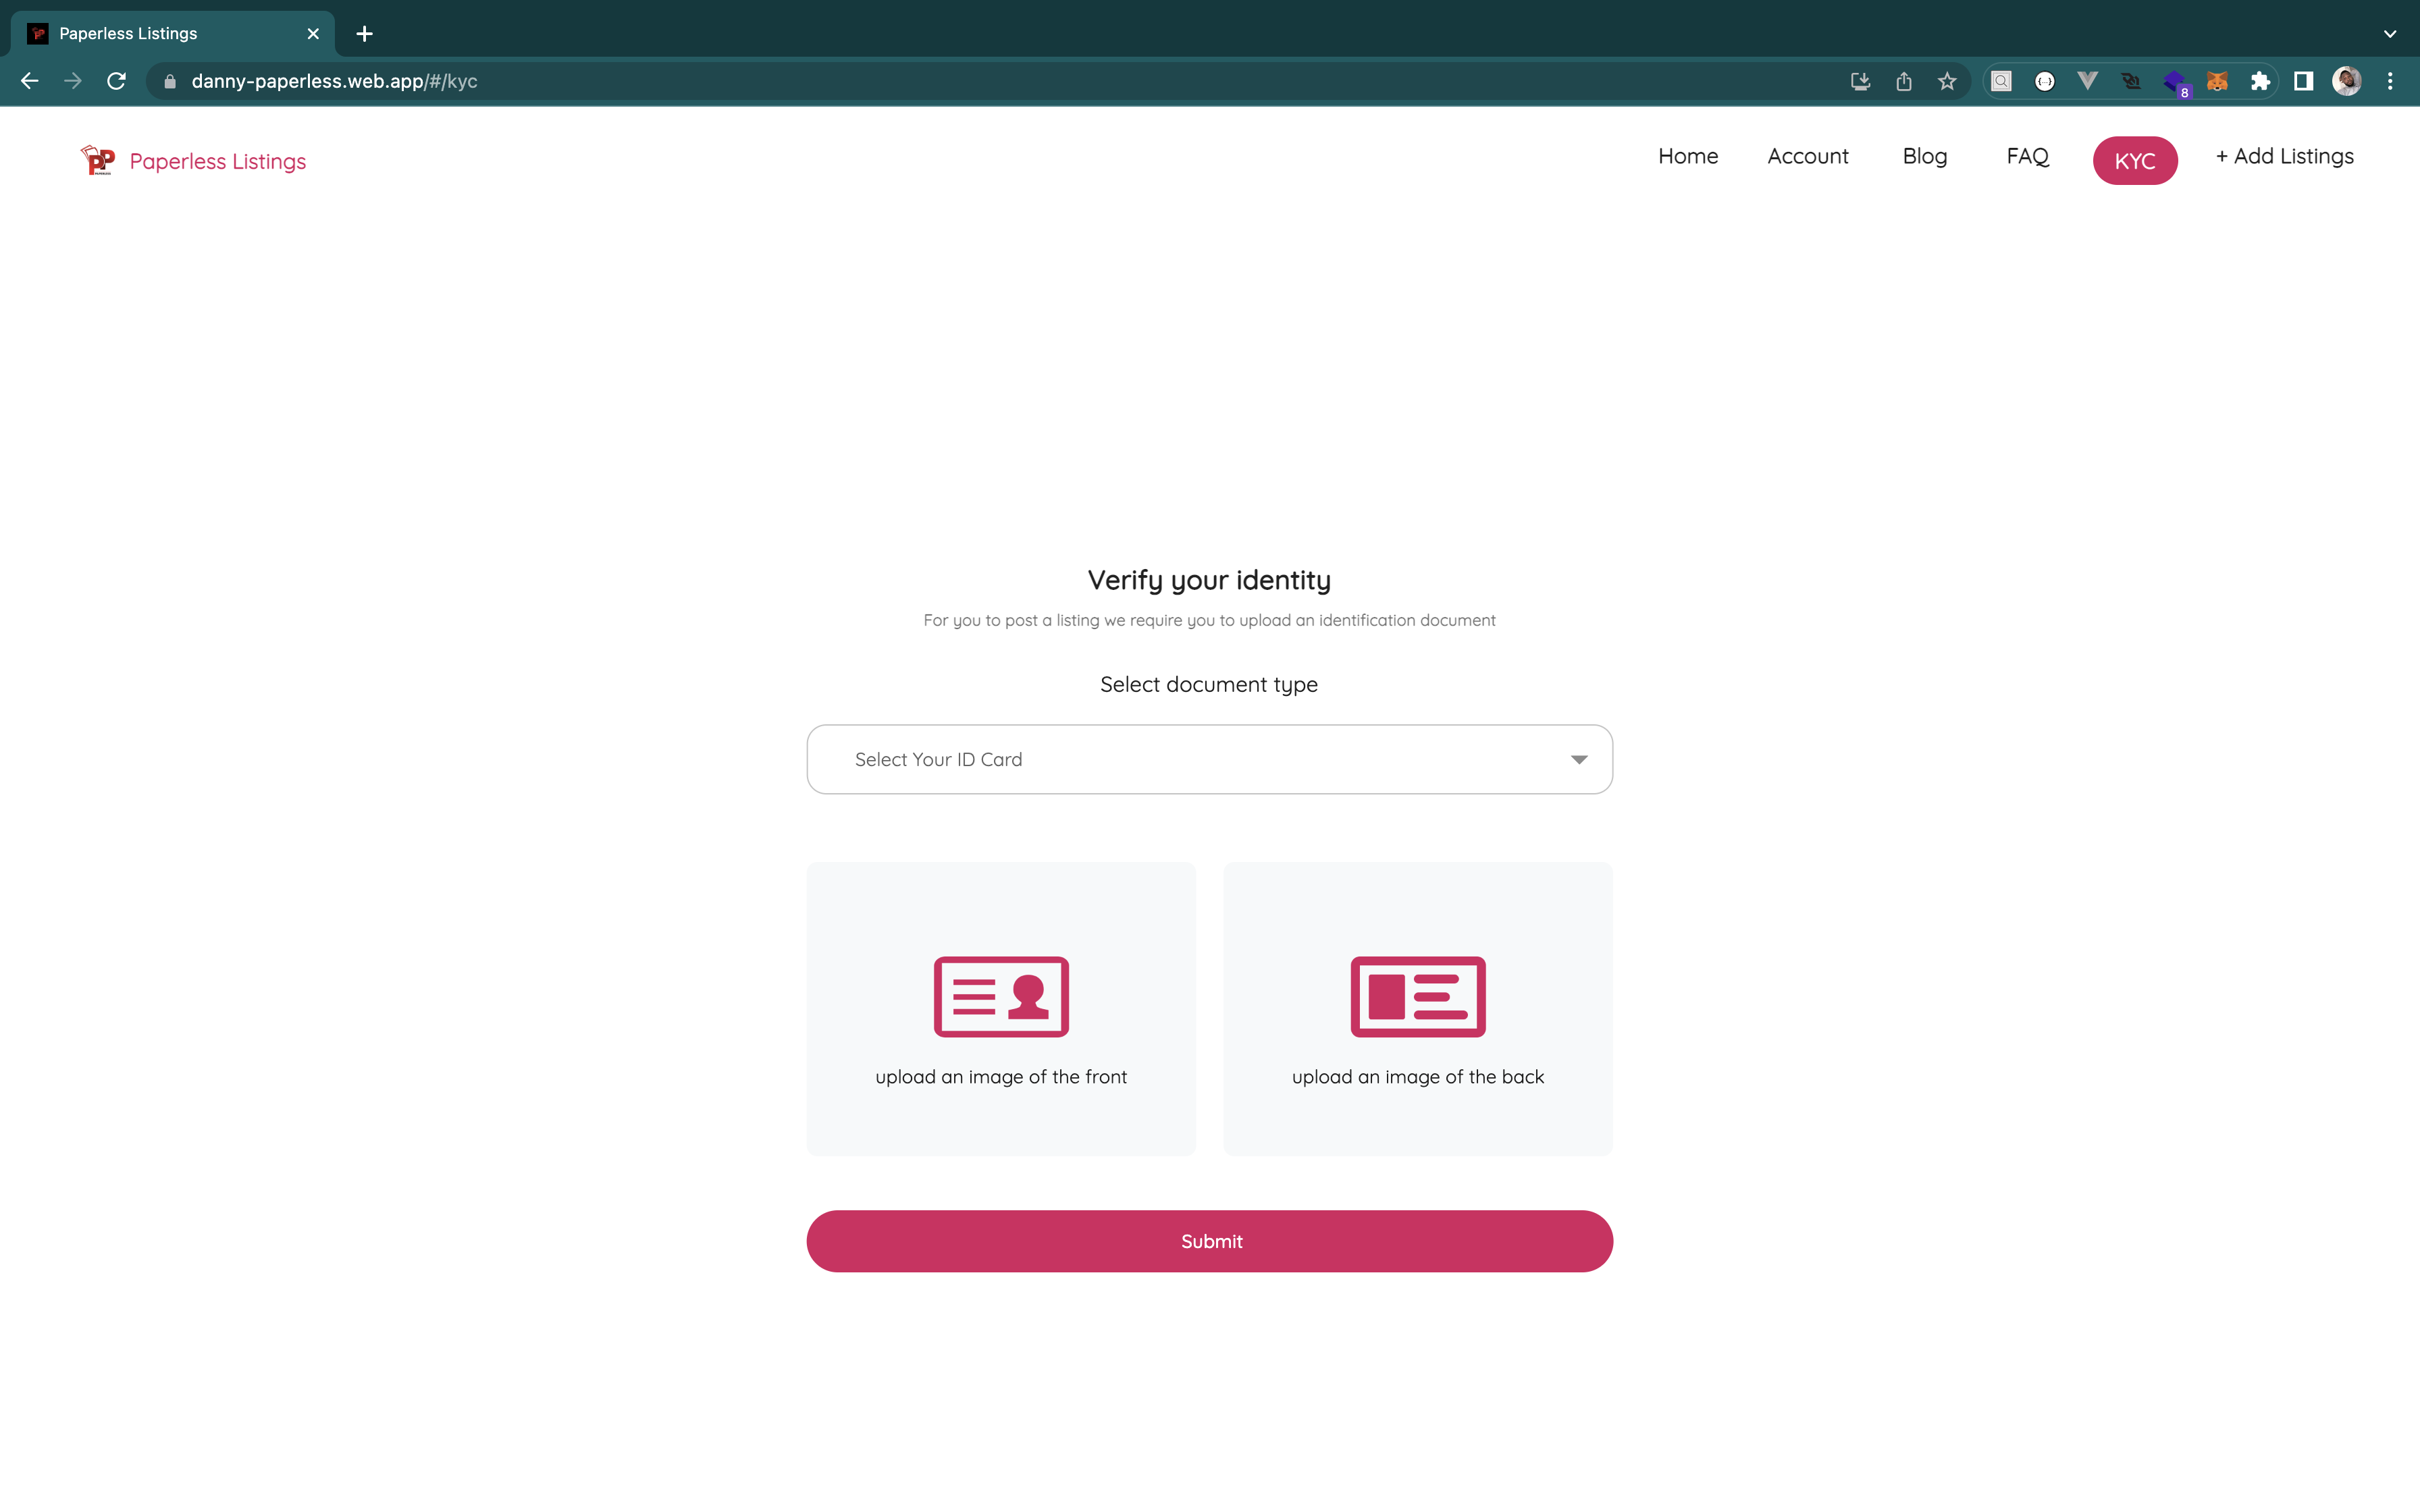 Paperless Listings
danny-paperless.web.app/#/kyc
8
Paperless Listings
Home
Account
Blog
FAQ
KYC
+ Add Listings
Verify your identity
For you to post a listing we require you to upload an identification document
Select document type
Select Your ID Card
upload an image of the front
upload an image of the back
Submit